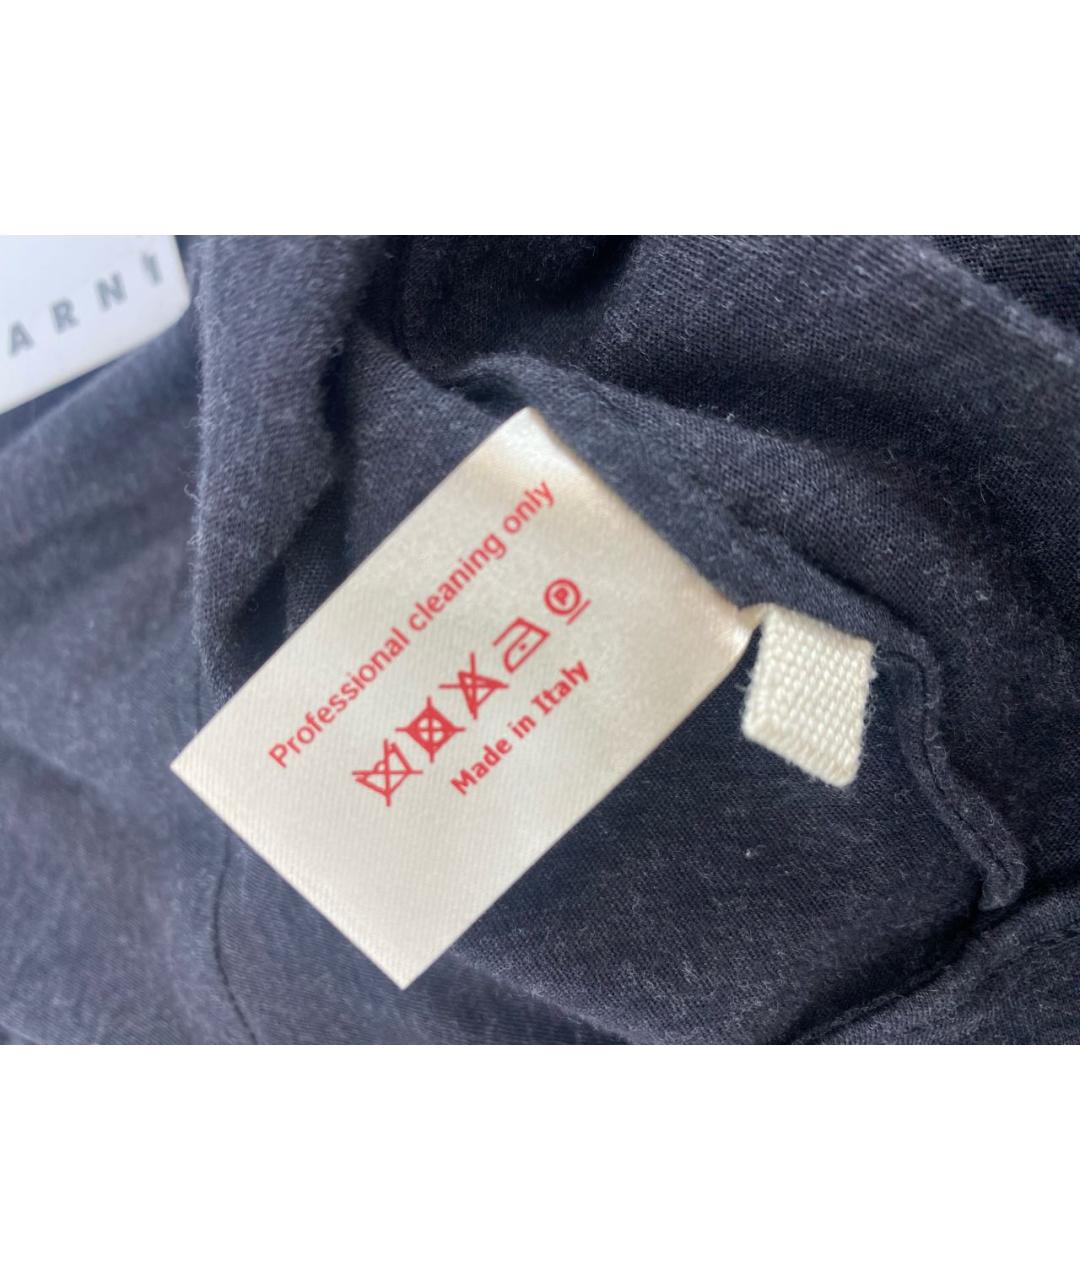 ARNI
Professional cleaning only
P
Made in Italy